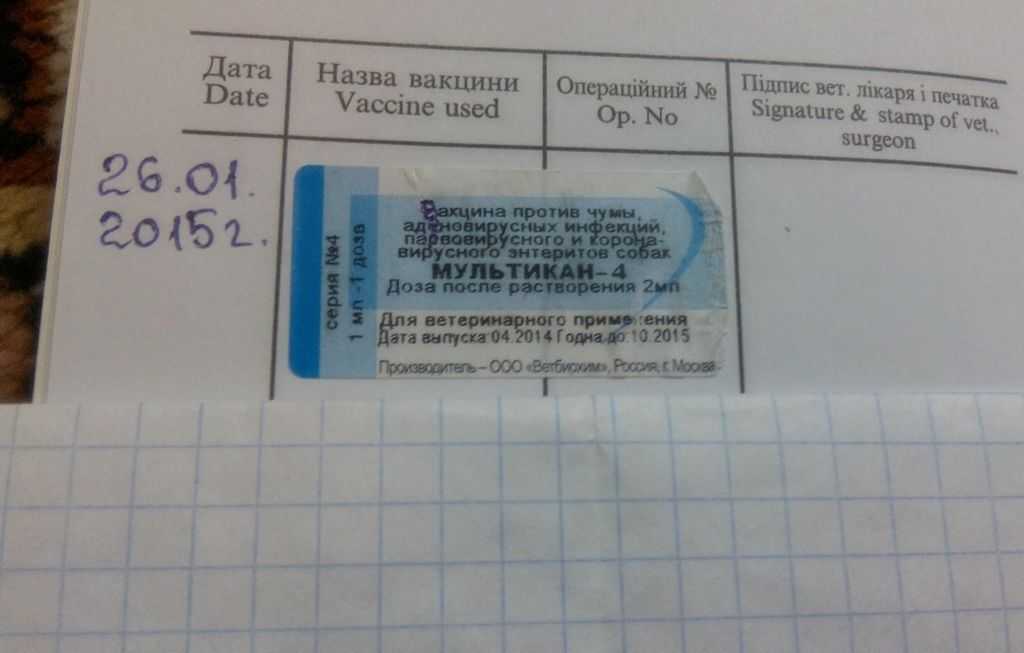 Дата
Date
Назва вакцини
Vaccine used
Операційний №
Op. No
Підпис вет. лікаря і печатка
Signature & stamp of vet.,
surgeon
26.01.
2015г.
серия №4
1 мл -1 доза
Вакцина против чумы,
аденовирусных инфекций,
парвовирусного и корона-
вирусного энтеритов собак
МУЛЬТИКАН-4
Доза после растворения 2мл
Для ветеринарного применения
Дата выпуска:04.2014 Годна до:10.2015
Производитель – ООО «Ветбиохим», Россия, г. Москва